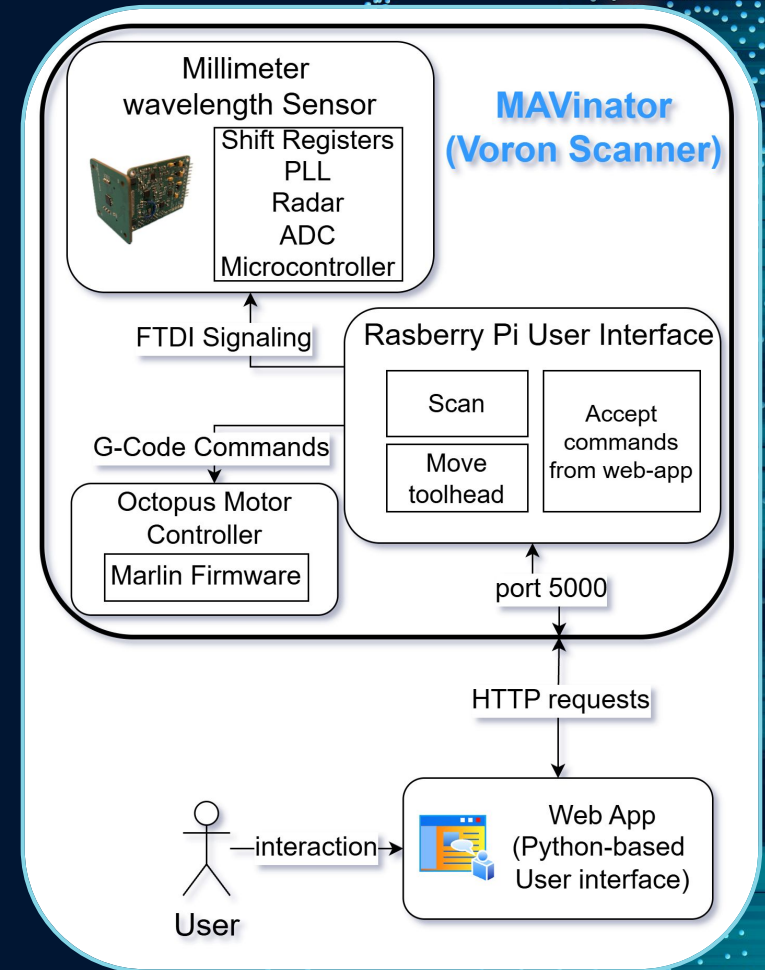 Millimeter
wavelength Sensor
Shift Registers
PLL
Radar
ADC
Microcontroller
MAVinator
(Voron Scanner)
FTDI Signaling
Rasberry Pi User Interface
Scan
Move
toolhead
Accept
commands
from web-app
G-Code Commands
Octopus Motor
Controller
Marlin Firmware
port 5000
HTTP requests
Web App
(Python-based
User interface)
interaction
User